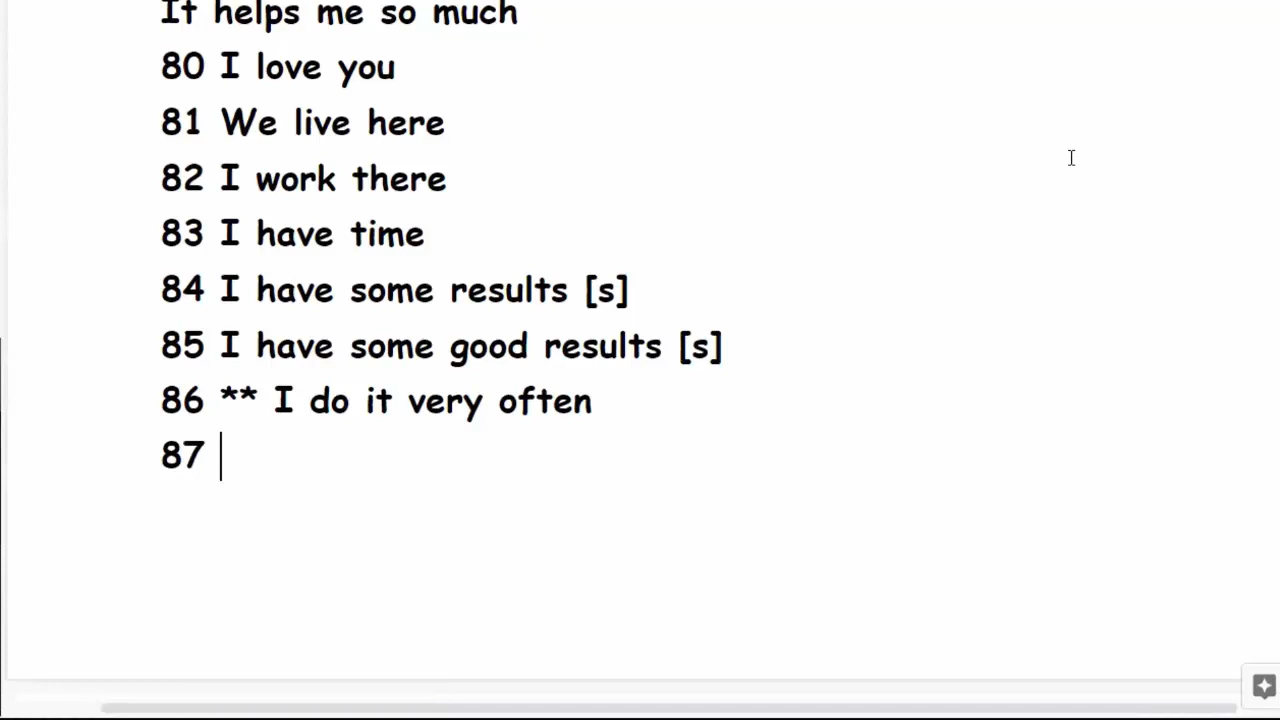 It helps me so much
80 I love you
81 We live here
82 I work there
83 I have time
84 I have some results [s]
85 I have some good results [s]
86 ** I do it very often
87